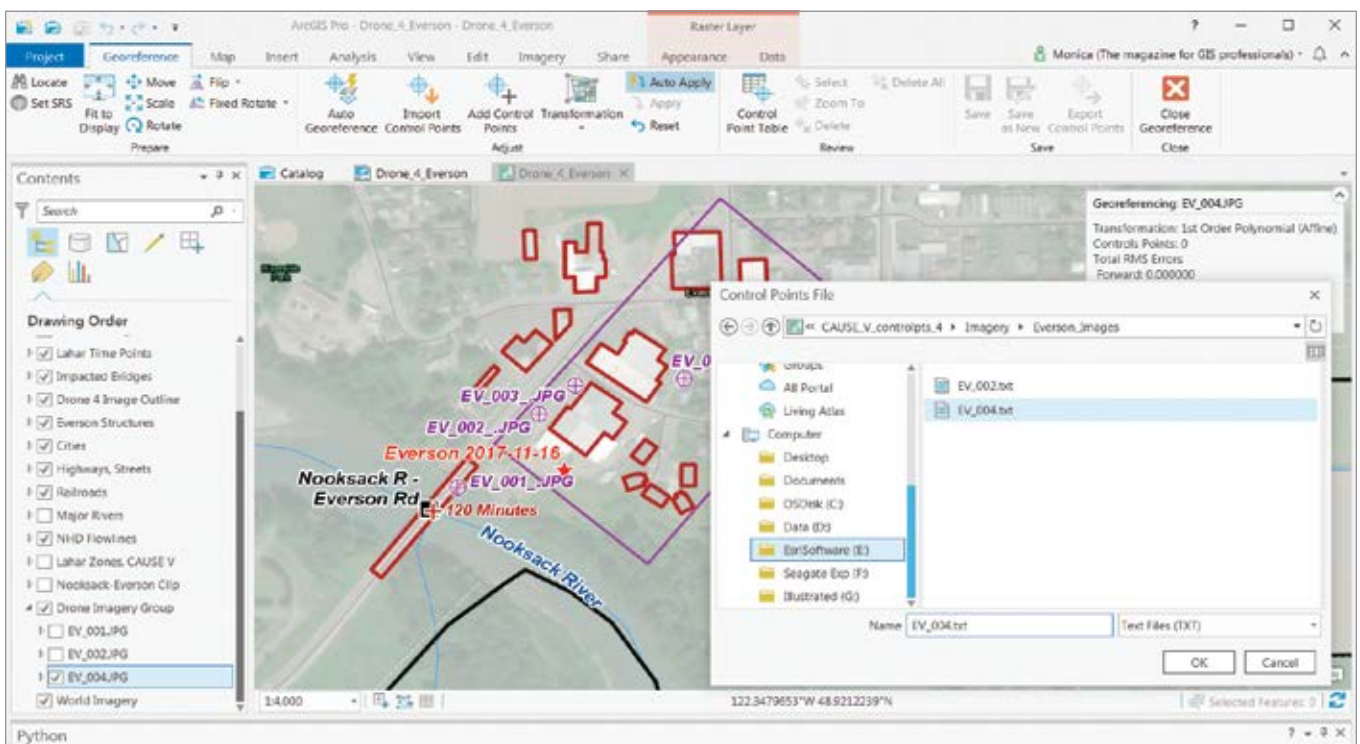 ArcGIS Pro - Drone_4_Everson - Drone_4_Everson
Raster Layer
?
Project Georeference Map Insert Analysis View Edit Imagery Share Appearance Data
Monica (The magazine for GIS professionals)
Locate
Set SRS
Fit to Display
Move
Scale
Rotate
Flip
Fixed Rotate
Prepare
Auto Georeference
Import Control Points
Add Control Points
Transformation
Auto Apply
Apply
Reset
Adjust
Control Point Table
Select
Zoom To
Delete
Delete All
Review
Save
Save as New
Export Control Points
Save
Close Georeference
Close
Contents
Search
Drawing Order
Lahar Time Points
Impacted Bridges
Drone 4 Image Outline
Everson Structures
Cities
Highways, Streets
Railroads
Major Rivers
NHD Flowlines
Lahar Zones, CAUSE V
Nooksack-Everson Clip
Drone Imagery Group
EV_001.JPG
EV_002.JPG
EV_004.JPG
World Imagery
Catalog
Drone_4_Everson
Drone_4_Everson
EV_003_.JPG
EV_0
EV_002_.JPG
Everson 2017-11-16
Nooksack R -
EV_001_.JPG
Everson Rd
120 Minutes
Nooksack River
Georeferencing: EV_004.JPG
Transformation: 1st Order Polynomial (Affine)
Controls Points: 0
Total RMS Errors
Forward: 0.000000
Control Points File
CAUSE_V_controlpts_4 Imagery Everson_Images
Groups
All Portal
Living Atlas
Computer
Desktop
Documents
OSDisk (C:)
Data (D:)
EsriSoftware (E:)
Seagate Exp (F:)
Illustrated (G:)
EV_002.txt
EV_004.txt
Name EV_004.txt
Text Files (TXT)
OK Cancel
1:4,000
122.3479653°W 48.9212239°N
Selected Features: 0
Python
?